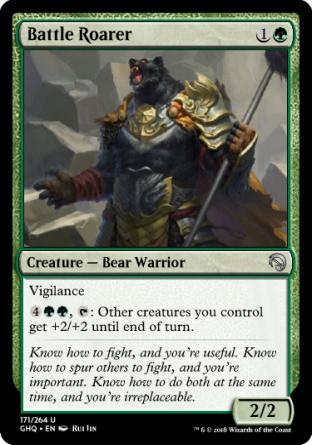 Battle Roarer 1
Creature — Bear Warrior
Vigilance
4, : Other creatures you control
get +2/+2 until end of turn.
Know how to fight, and you're useful. Know
how to spur others to fight, and you're
important. Know how to do both at the same
time, and you're irreplaceable.
2/2
171/264 U
GHQ • EN Rui Jin
™ & © 2018 Wizards of the Coast